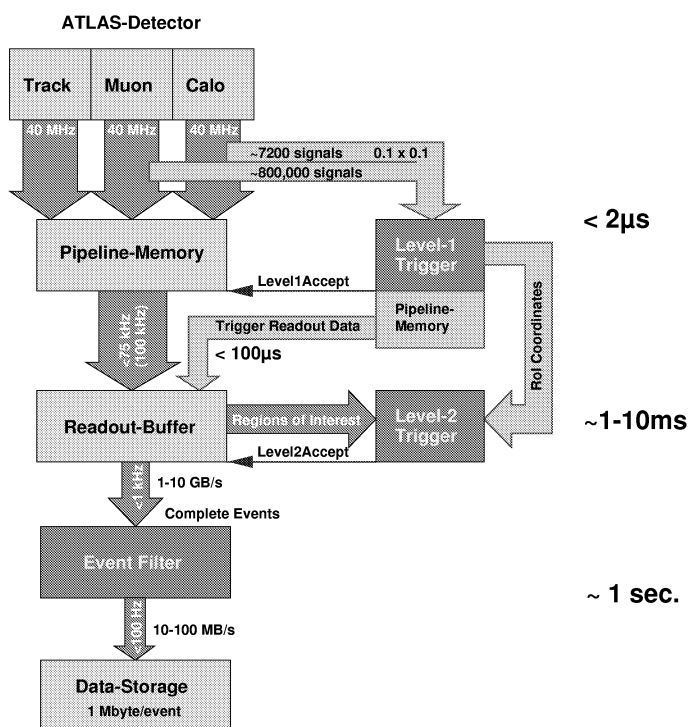 ATLAS-Detector
Track Muon Calo
40 MHz 40 MHz 40 MHz
~7200 signals 0.1 x 0.1
~800,000 signals
< 2µs
Pipeline-Memory
Level-1
Trigger
Level1Accept
Pipeline-
Memory
RoI Coordinates
<75 kHz
(100 kHz)
Trigger Readout Data
< 100µs
Readout-Buffer
Regions of Interest
Level-2
Trigger
~1-10ms
Level2Accept
<1 kHz
1-10 GB/s
Complete Events
Event Filter
~ 1 sec.
<100 Hz
10-100 MB/s
Data-Storage
1 Mbyte/event